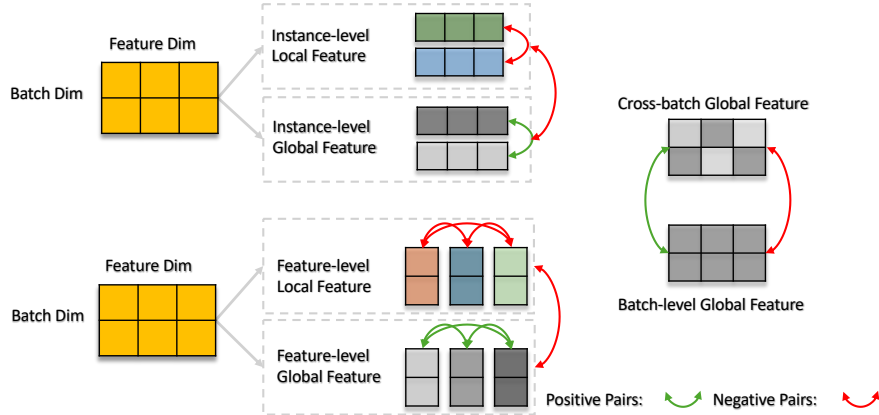 Feature Dim
Batch Dim
Instance-level
Local Feature
Instance-level
Global Feature
Cross-batch Global Feature
Feature Dim
Batch Dim
Feature-level
Local Feature
Feature-level
Global Feature
Batch-level Global Feature
Positive Pairs:
Negative Pairs: